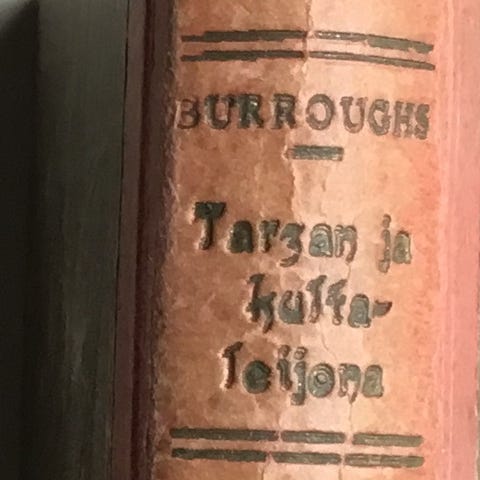 BURROUGHS
Tarzan ja
kulta-
leijona